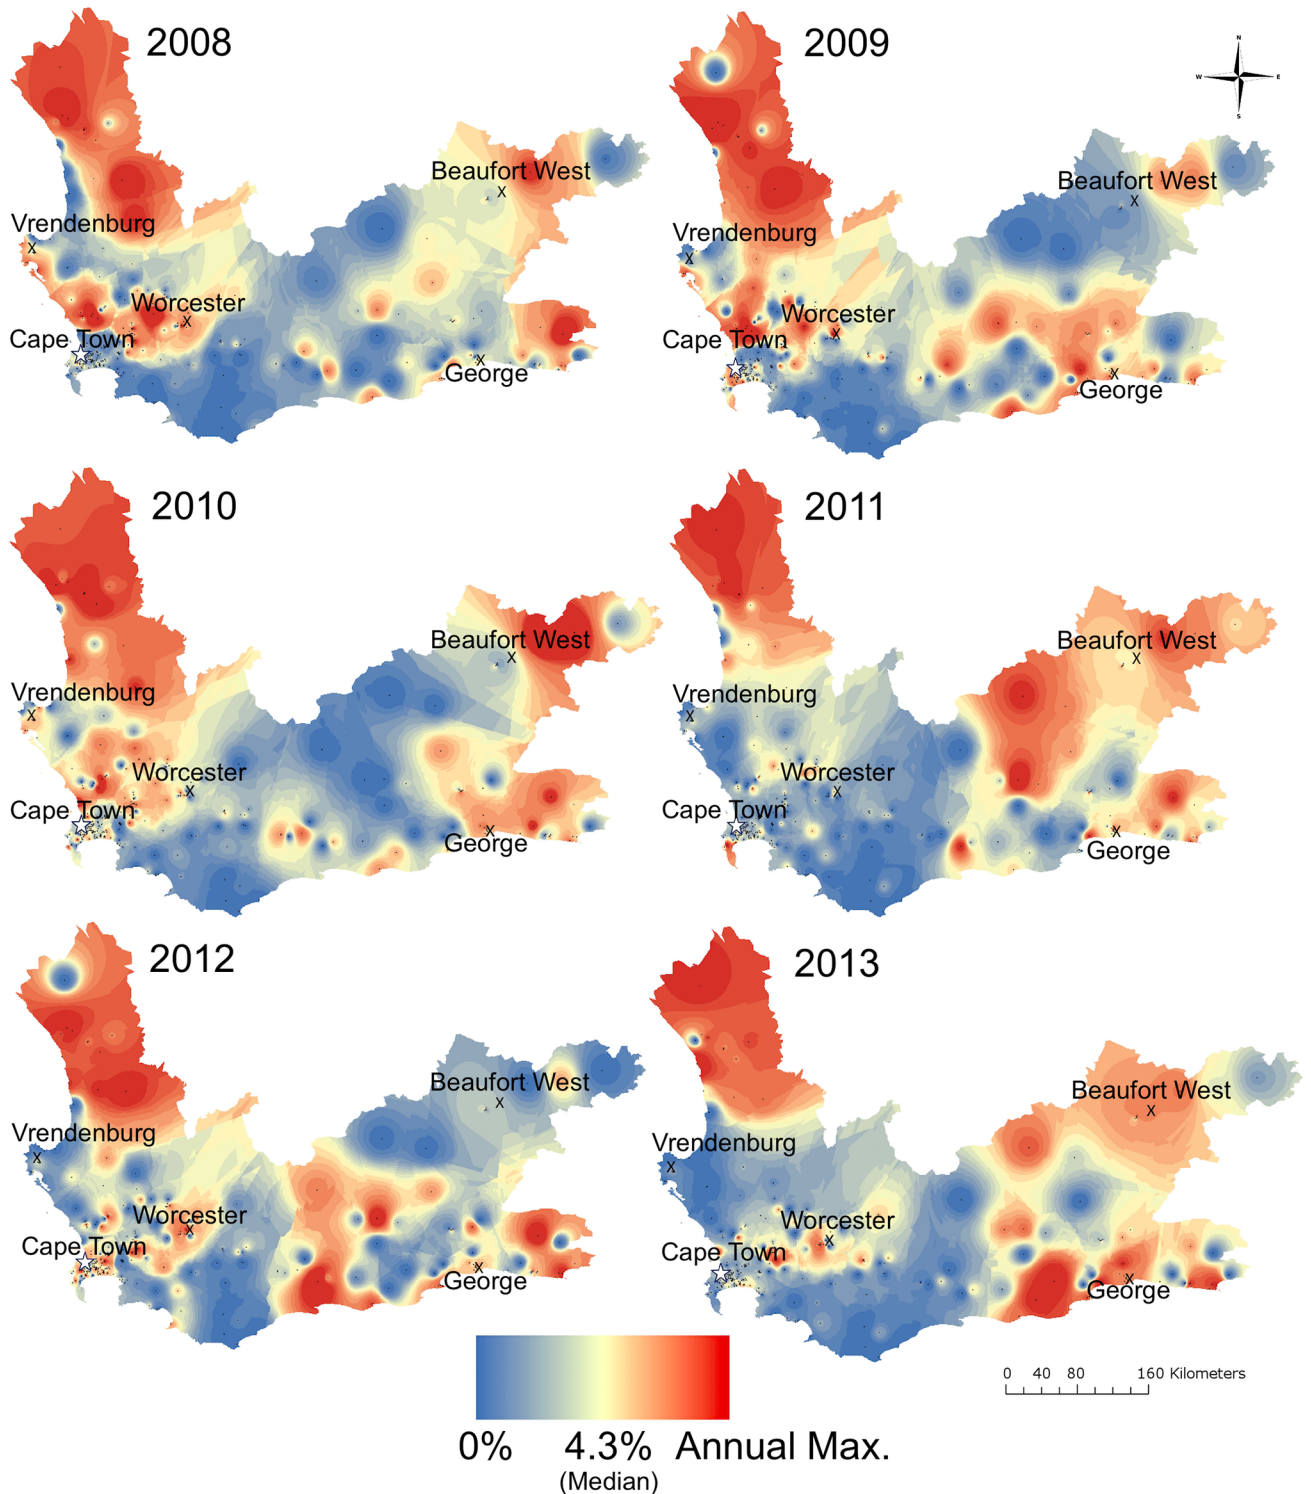 2008
2009
N
W
E
S
Beaufort West
X
Vrendenburg
X
Worcester
X
Cape Town
X
George
Beaufort West
X
Vrendenburg
X
Worcester
X
Cape Town
X
George
2010
2011
Beaufort West
X
Vrendenburg
X
Worcester
X
Cape Town
X
George
Beaufort West
X
Vrendenburg
X
Worcester
X
Cape Town
X
George
2012
2013
Beaufort West
X
Vrendenburg
X
Worcester
X
Cape Town
X
George
Beaufort West
X
Vrendenburg
X
Worcester
X
Cape Town
X
George
0 40 80 160 Kilometers
0% 4.3% Annual Max.
(Median)